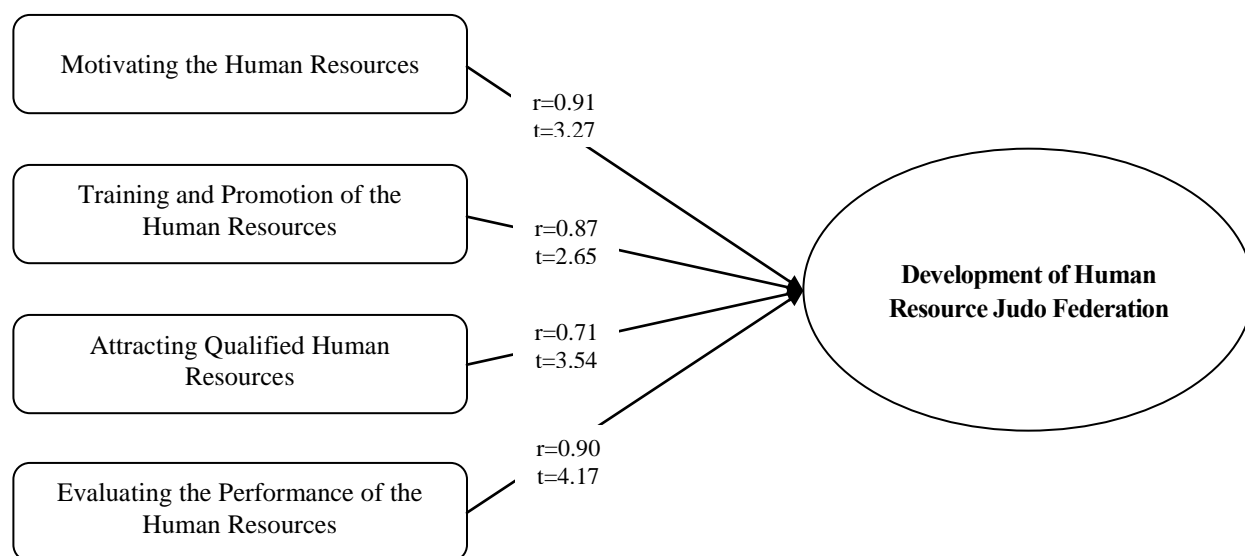 Motivating the Human Resources
r=0.91
t=3.27
Training and Promotion of the
Human Resources
r=0.87
t=2.65
Attracting Qualified Human
Resources
r=0.71
t=3.54
Evaluating the Performance of the
Human Resources
r=0.90
t=4.17
Development of Human
Resource Judo Federation